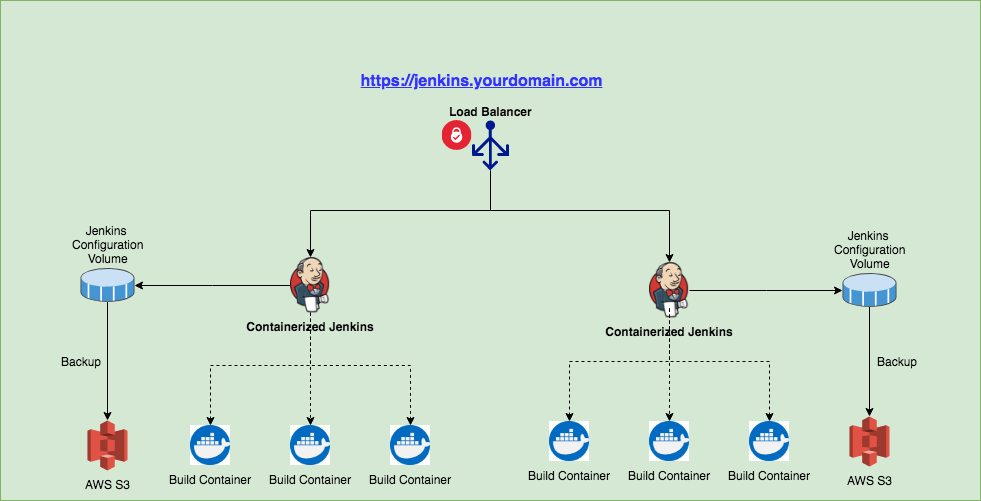 https://jenkins.yourdomain.com
Load Balancer
Jenkins
Configuration
Volume
Containerized Jenkins
Backup
AWS S3
Build Container
Build Container
Build Container
Jenkins
Configuration
Volume
Containerized Jenkins
Backup
Build Container
Build Container
Build Container
AWS S3